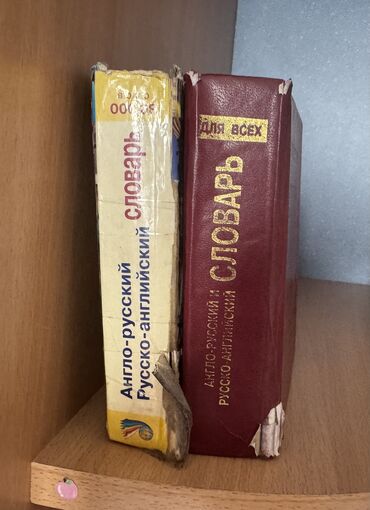 Англо-русский
Русско-английский
словарь
ДЛЯ ВСЕХ
АНГЛО-РУССКИЙ И
РУССКО-АНГЛИЙСКИЙ
СЛОВАРЬ